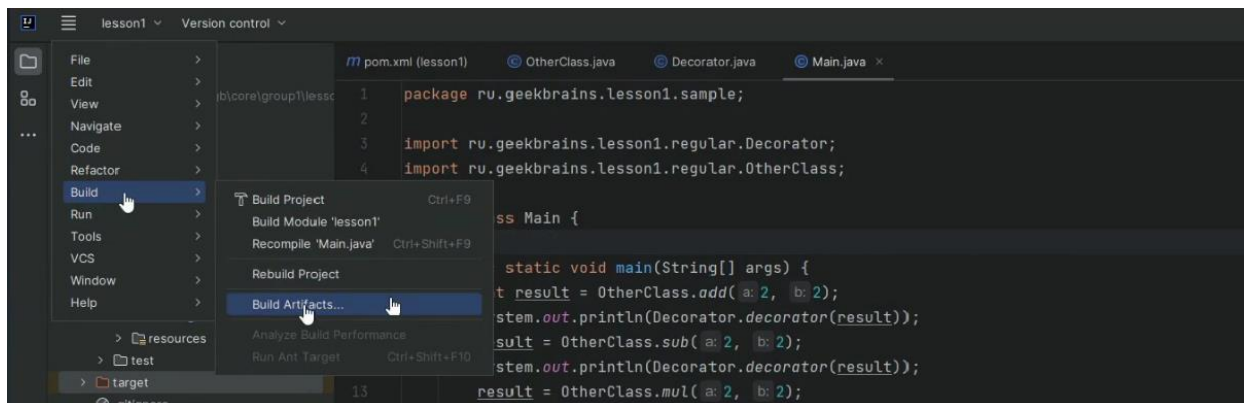 lesson1 Version control
File
Edit
View
Navigate
Code
Refactor
Build
Run
Tools
VCS
Window
Help
Build Project Ctrl+F9
Build Module 'lesson1'
Recompile 'Main.java' Ctrl+Shift+F9
Rebuild Project
Build Artifacts...
Analyze Build Performance
Run Ant Target Ctrl+Shift+F10
resources
test
target
.gitignore
m pom.xml (lesson1) OtherClass.java Decorator.java Main.java
1 package ru.geekbrains.lesson1.sample;
2
3 import ru.geekbrains.lesson1.regular.Decorator;
4 import ru.geekbrains.lesson1.regular.OtherClass;
ss Main {
static void main(String[] args) {
t result = OtherClass.add( a: 2, b: 2);
stem.out.println(Decorator.decorator(result));
sult = OtherClass.sub( a: 2, b: 2);
stem.out.println(Decorator.decorator(result));
13 result = OtherClass.mul( a: 2, b: 2);